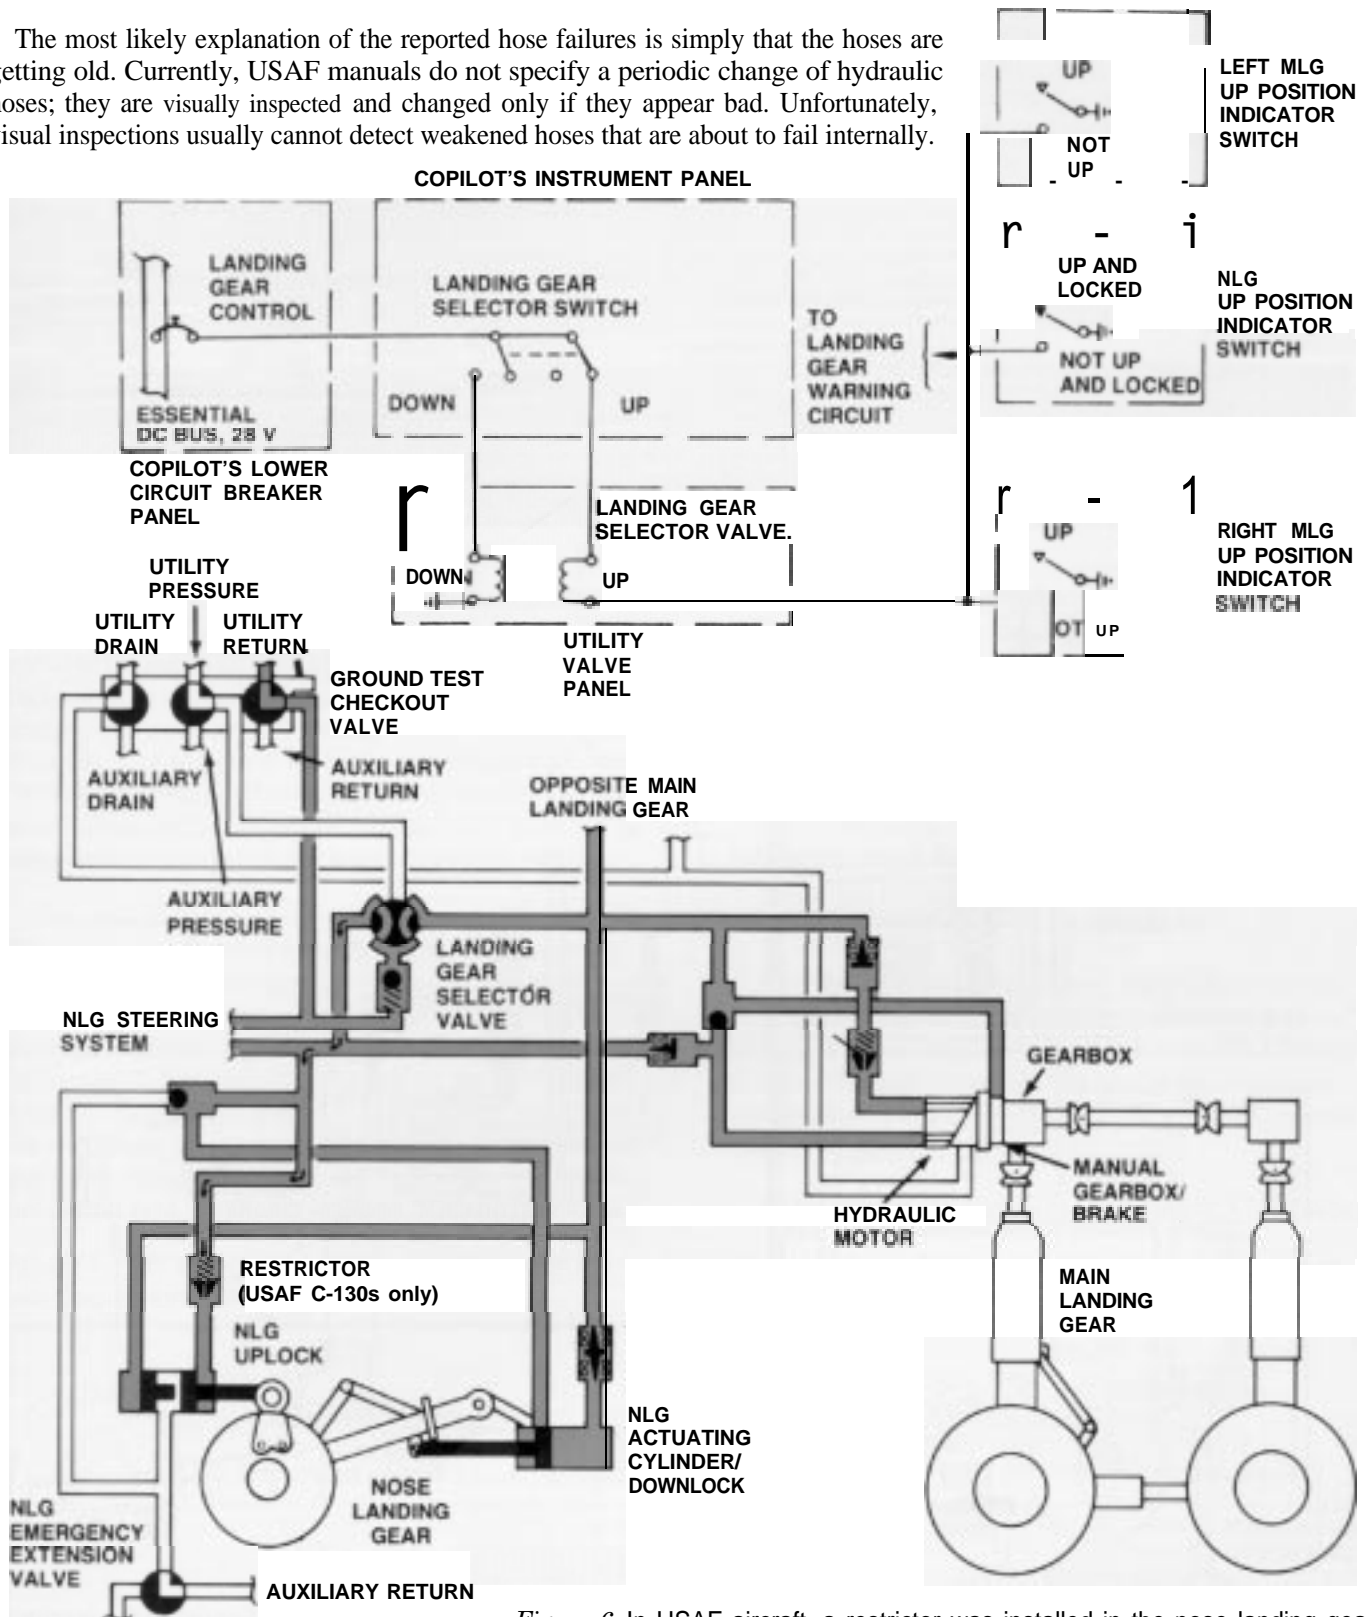 The most likely explanation of the reported hose failures is simply that the hoses are
getting old. Currently, USAF manuals do not specify a periodic change of hydraulic
hoses; they are visually inspected and changed only if they appear bad. Unfortunately,
visual inspections usually cannot detect weakened hoses that are about to fail internally.
UP
NOT
UP
LEFT MLG
UP POSITION
INDICATOR
SWITCH
COPILOT'S INSTRUMENT PANEL
r - i
UP AND
LOCKED
NOT UP
AND LOCKED
NLG
UP POSITION
INDICATOR
SWITCH
LANDING
GEAR
CONTROL
LANDING GEAR
SELECTOR SWITCH
TO
LANDING
GEAR
WARNING
CIRCUIT
DOWN
UP
ESSENTIAL
DC BUS, 28 V
COPILOT'S LOWER
CIRCUIT BREAKER
PANEL
r
LANDING GEAR
SELECTOR VALVE.
DOWN
UP
UTILITY
VALVE
PANEL
r - 1
UP
OT UP
RIGHT MLG
UP POSITION
INDICATOR
SWITCH
UTILITY
PRESSURE
UTILITY
DRAIN
UTILITY
RETURN
GROUND TEST
CHECKOUT
VALVE
AUXILIARY
DRAIN
AUXILIARY
RETURN
AUXILIARY
PRESSURE
OPPOSITE MAIN
LANDING GEAR
LANDING
GEAR
SELECTOR
VALVE
NLG STEERING
SYSTEM
GEARBOX
MANUAL
GEARBOX/
BRAKE
HYDRAULIC
MOTOR
RESTRICTOR
(USAF C-130s only)
NLG
UPLOCK
MAIN
LANDING
GEAR
NLG
ACTUATING
CYLINDER/
DOWNLOCK
NOSE
LANDING
GEAR
NLG
EMERGENCY
EXTENSION
VALVE
AUXILIARY RETURN
Figure 6. In USAF aircraft, a restrictor was installed in the nose landing gear